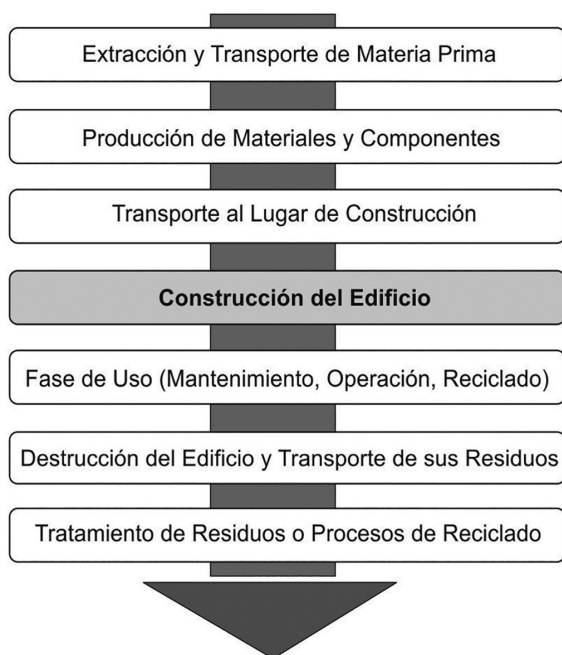 Extracción y Transporte de Materia Prima
Producción de Materiales y Componentes
Transporte al Lugar de Construcción
Construcción del Edificio
Fase de Uso (Mantenimiento, Operación, Reciclado)
Destrucción del Edificio y Transporte de sus Residuos
Tratamiento de Residuos o Procesos de Reciclado